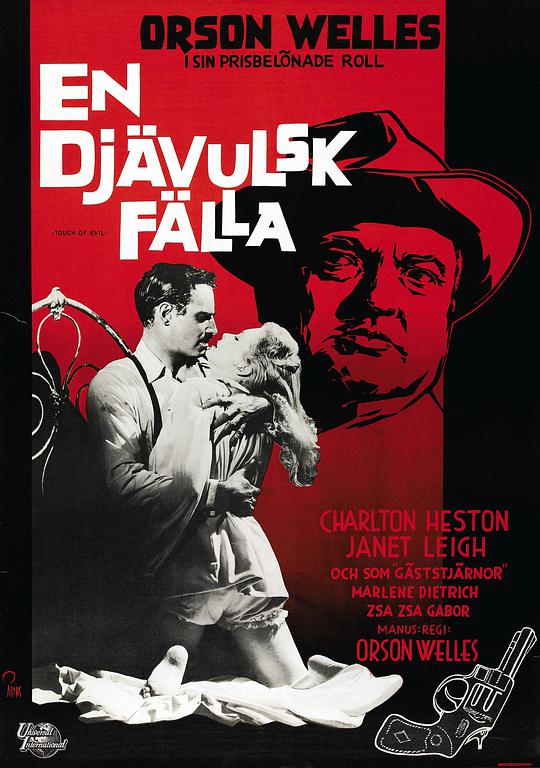 ORSON WELLES
I SIN PRISBELÕNADE ROLL
EN
DJÄVULSK
FÄLLA
·TOUCH OF EVIL·
CHARLTON HESTON
JANET LEIGH
OCH SOM "GÄSTSTJÄRNOR"
MARLENE DIETRICH
ZSA ZSA GABOR
MANUS: REGI:
ORSON WELLES
Universal
International